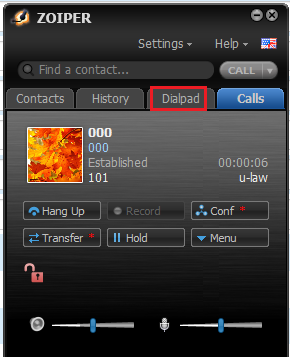 ZOIPER
Settings Help
Find a contact... CALL
Contacts History Dialpad Calls
000
000
Established 00:00:06
101 u-law
Hang Up Record Conf *
Transfer * Hold Menu